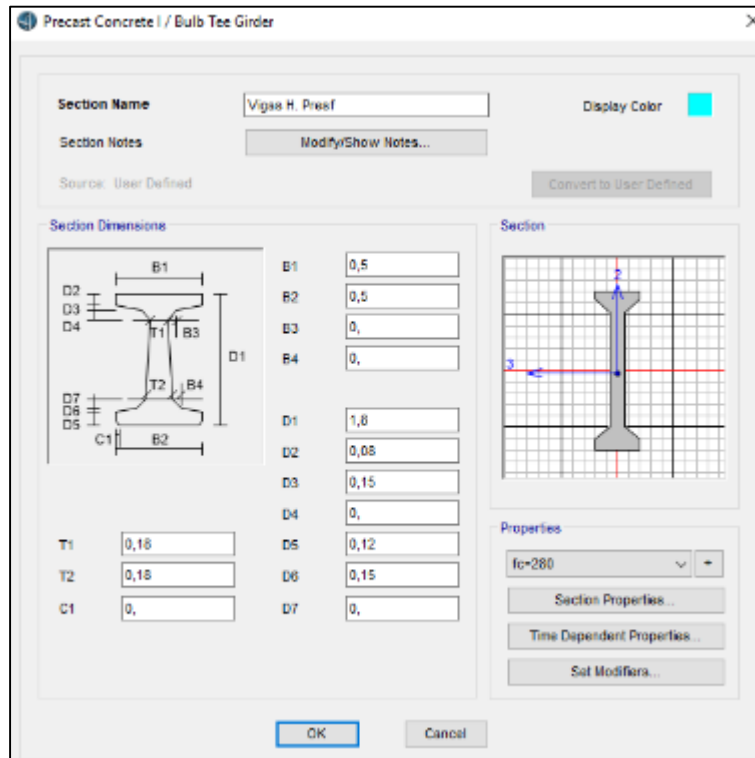 Precast Concrete I / Bulb Tee Girder
Section Name
Vigas H. Preaf
Display Color
Section Notes
Modify/Show Notes...
Source: User Defined
Convert to User Defined
Section Dimensions
B1
D2
D3
D4
T1
B3
D1
T2
B4
D7
D6
D5
C1
B2
B1 0,5
B2 0,5
B3 0,
B4 0,
D1 1,8
D2 0,08
D3 0,15
D4 0,
D5 0,12
D6 0,15
D7 0,
T1 0,18
T2 0,18
C1 0,
Section
2
3
Properties
fc=280
+
Section Properties...
Time Dependent Properties...
Set Modifiers...
OK
Cancel